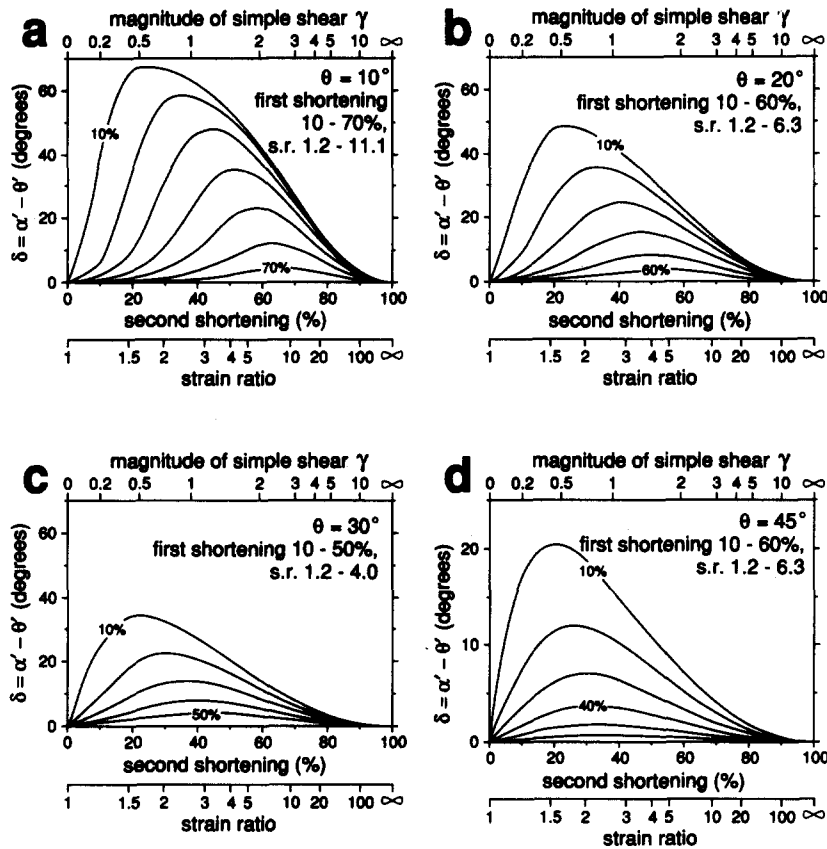 a
magnitude of simple shear γ
0 0.2 0.5 1 2 3 4 5 10 ∞
θ = 10°
first shortening
10 - 70%,
s.r. 1.2 - 11.1
10%
70%
60
40
20
0
δ = α′ − θ′ (degrees)
0 20 40 60 80 100
second shortening (%)
1 1.5 2 3 4 5 10 20 100 ∞
strain ratio
b
magnitude of simple shear γ
0 0.2 0.5 1 2 3 4 5 10 ∞
θ = 20°
first shortening 10 - 60%,
s.r. 1.2 - 6.3
10%
60%
60
40
20
0
δ = α′ − θ′ (degrees)
0 20 40 60 80 100
second shortening (%)
1 1.5 2 3 4 5 10 20 100 ∞
strain ratio
c
magnitude of simple shear γ
0 0.2 0.5 1 2 3 4 5 10 ∞
θ = 30°
first shortening 10 - 50%,
s.r. 1.2 - 4.0
10%
50%
60
40
20
0
δ = α′ − θ′ (degrees)
0 20 40 60 80 100
second shortening (%)
1 1.5 2 3 4 5 10 20 100 ∞
strain ratio
d
magnitude of simple shear γ
0 0.2 0.5 1 2 3 4 5 10 ∞
θ = 45°
first shortening 10 - 60%,
s.r. 1.2 - 6.3
10%
40%
20
10
0
δ = α′ − θ′ (degrees)
0 20 40 60 80 100
second shortening (%)
1 1.5 2 3 4 5 10 20 100 ∞
strain ratio